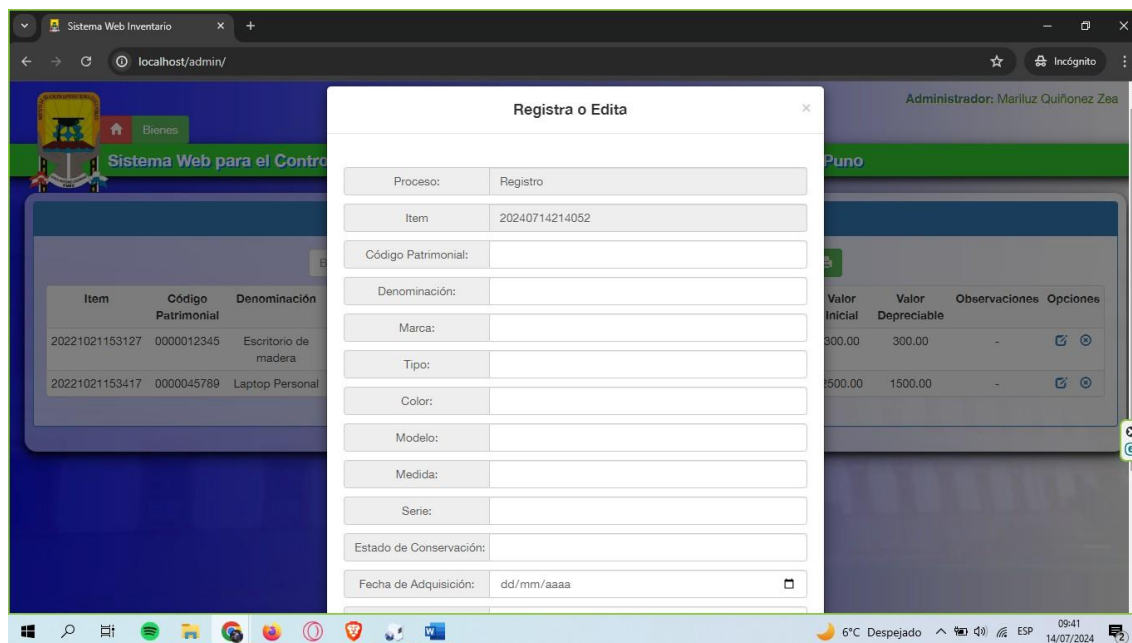 Sistema Web Inventario
localhost/admin/
Incógnito
Administrador: Mariluz Quiñonez Zea
Bienes
Sistema Web para el Contro
Puno
Registra o Edita
×
Proceso: Registro
Item 20240714214052
Código Patrimonial:
Denominación:
Marca:
Tipo:
Color:
Modelo:
Medida:
Serie:
Estado de Conservación:
Fecha de Adquisición: dd/mm/aaaa
B
Item Código Patrimonial Denominación Valor Inicial Valor Depreciable Observaciones Opciones
20221021153127 0000012345 Escritorio de madera 300.00 300.00 -
20221021153417 0000045789 Laptop Personal 2500.00 1500.00 -
6°C Despejado ESP 09:41
14/07/2024